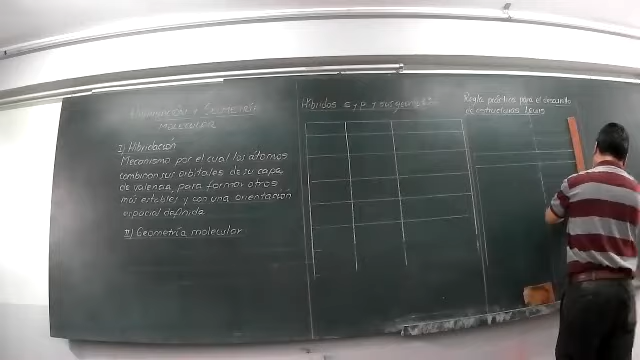 Hibridación y Geometría
Molecular
I) Hibridación
Mecanismo por el cual los átomos
combinan sus orbitales de su capa
de valencia, para formar otros
más estables y con una orientación
espacial definida
II) Geometría molecular
Híbridos s y p y sus
Regla práctica para el desarrollo
de estructuras Lewis